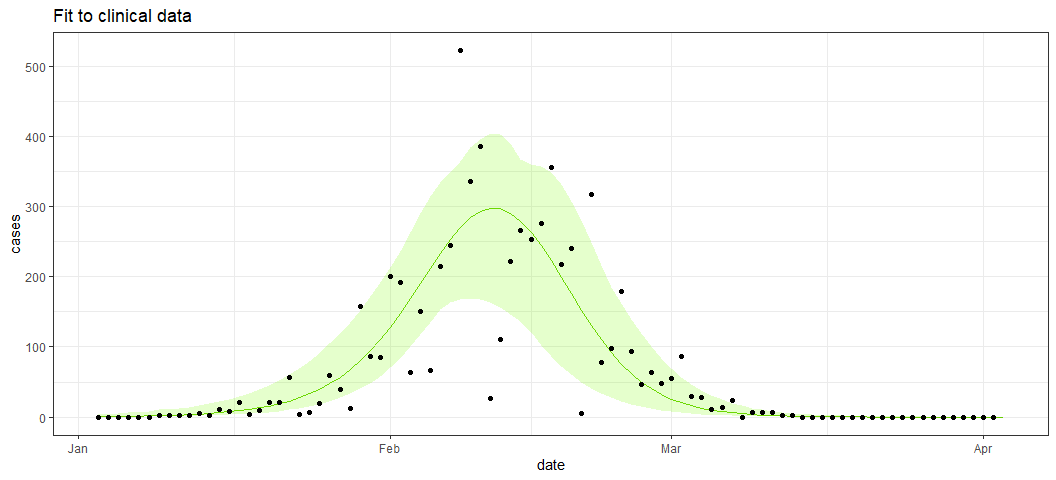 Fit to clinical data
500
400
300
200
100
0
cases
Jan
Feb
Mar
Apr
date